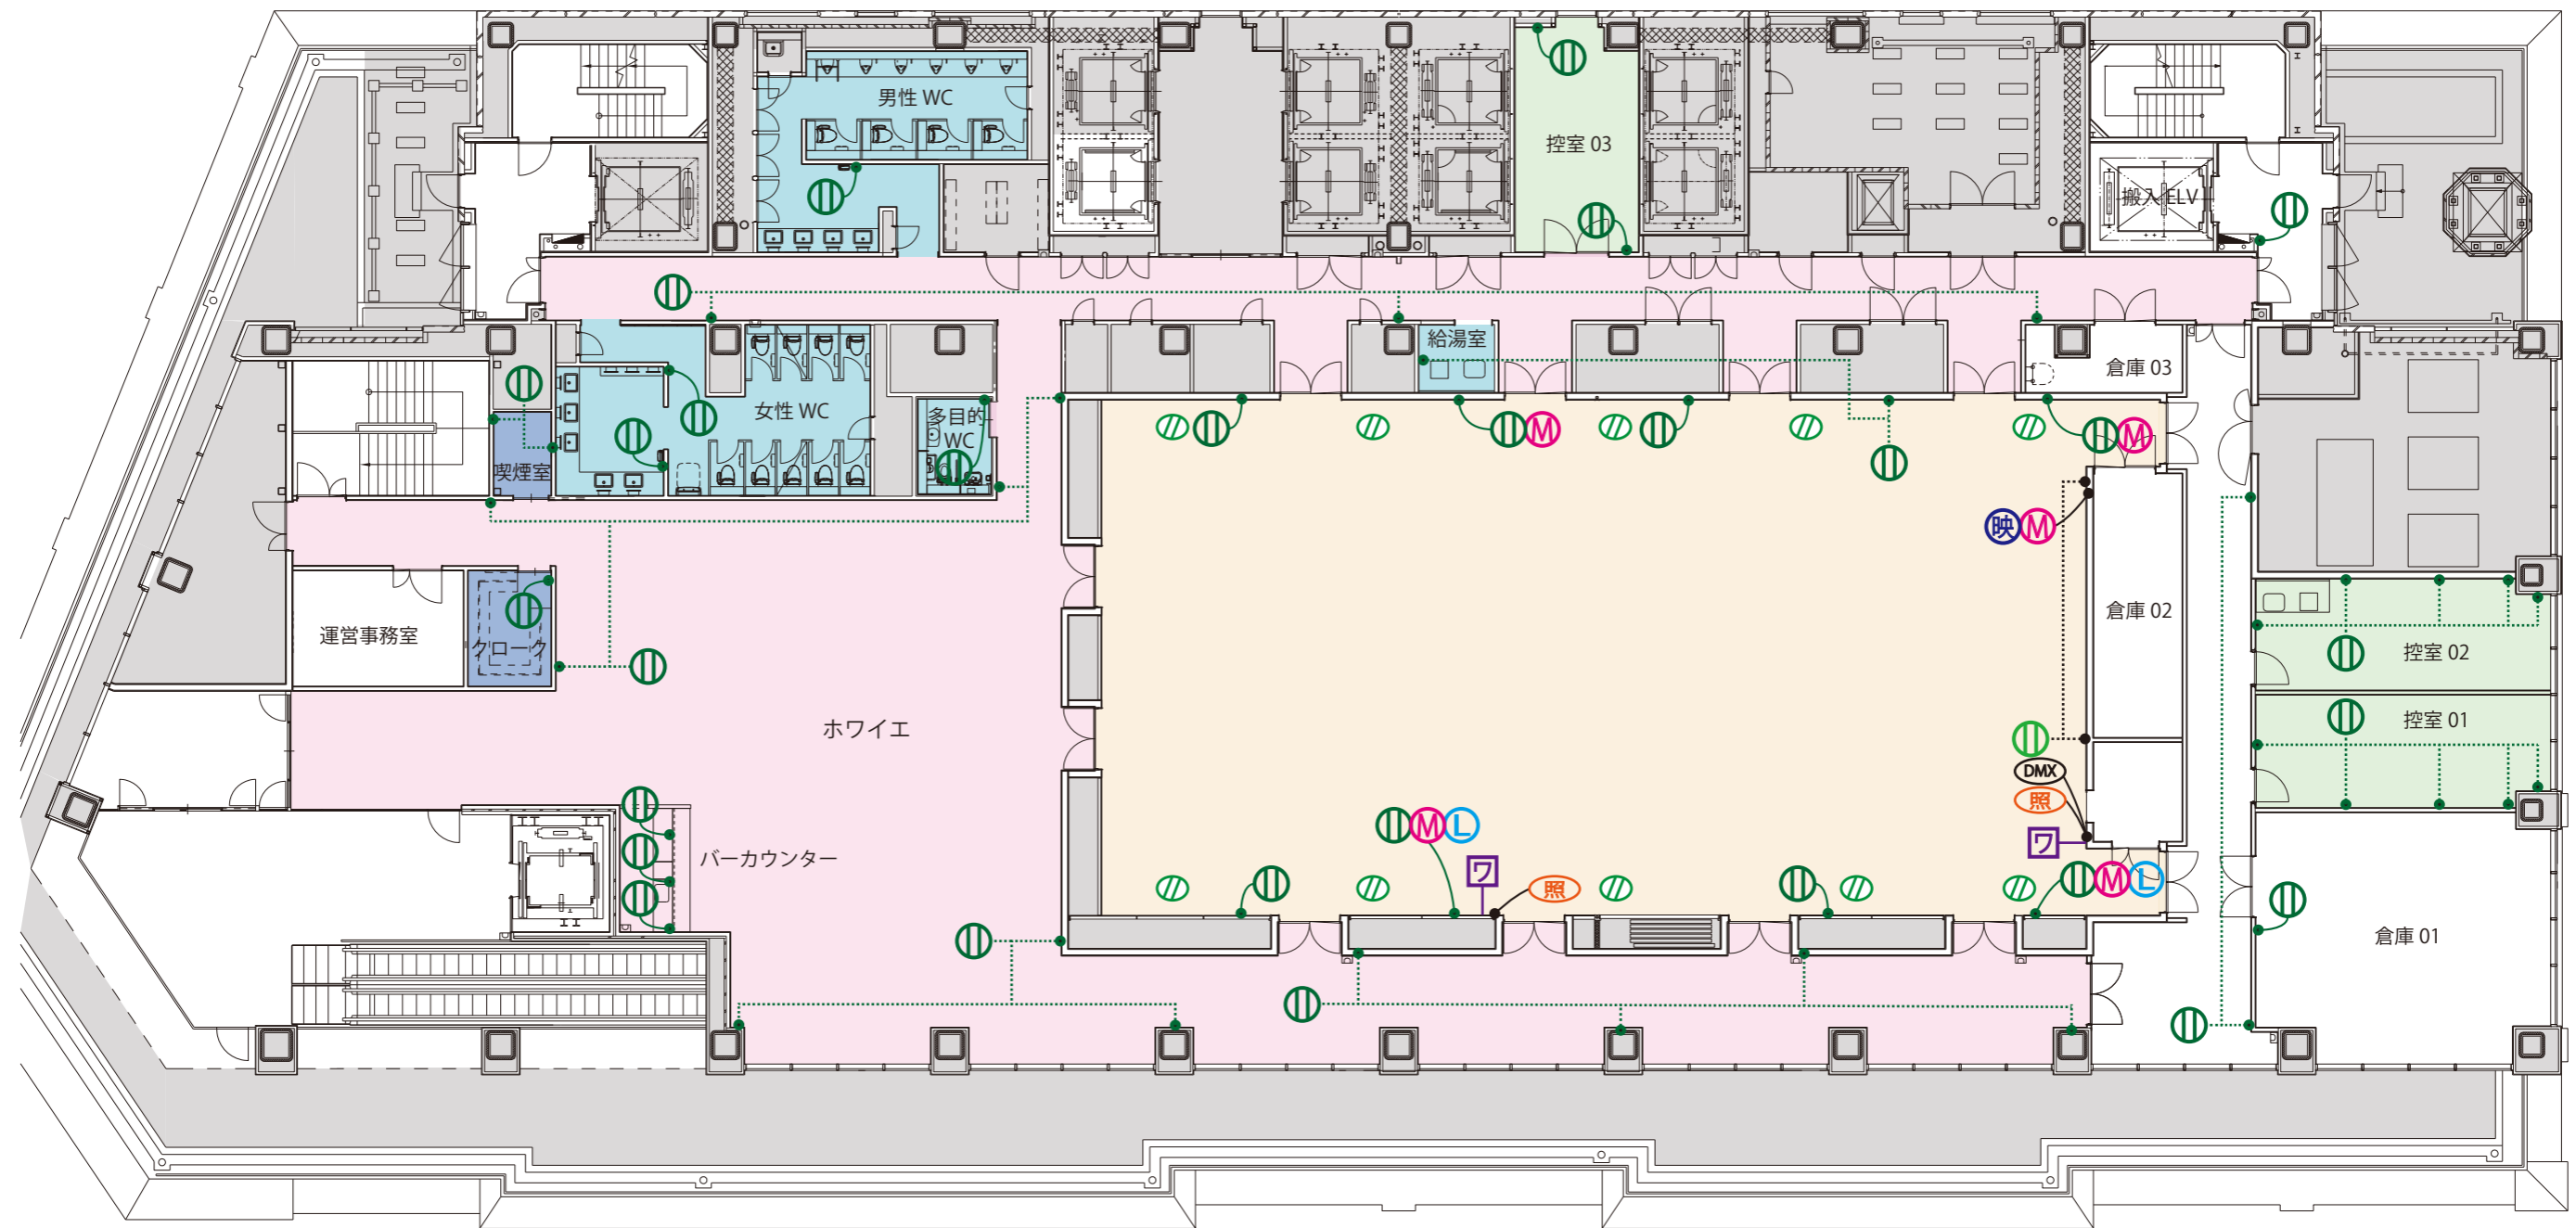 男性 WC
控室 03
搬入 ELV
給湯室
倉庫 03
女性 WC
多目的
WC
M
M
喫煙室
映 M
運営事務室
クローク
倉庫 02
控室 02
控室 01
ホワイエ
DMX
照
M L
ワ
バーカウンター
ワ
照
M L
倉庫 01